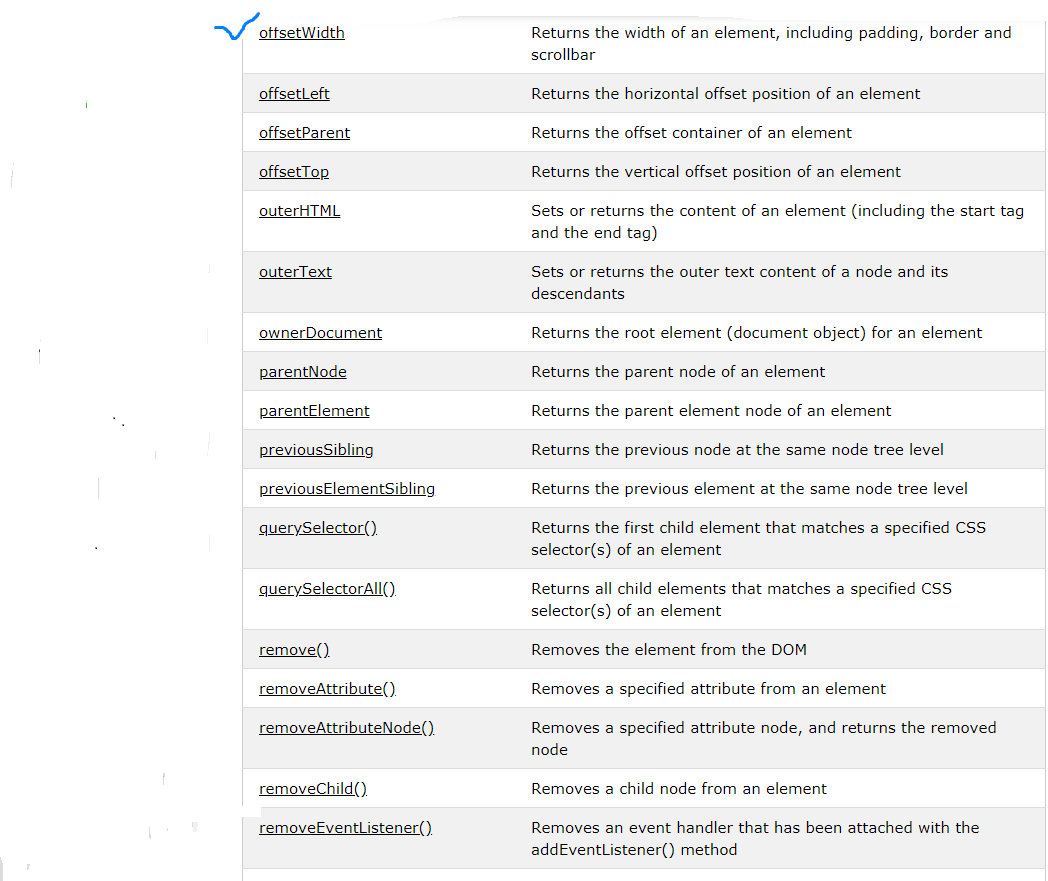 offsetWidth Returns the width of an element, including padding, border and
scrollbar
offsetLeft Returns the horizontal offset position of an element
offsetParent Returns the offset container of an element
offsetTop Returns the vertical offset position of an element
outerHTML Sets or returns the content of an element (including the start tag
and the end tag)
outerText Sets or returns the outer text content of a node and its
descendants
ownerDocument Returns the root element (document object) for an element
parentNode Returns the parent node of an element
parentElement Returns the parent element node of an element
previousSibling Returns the previous node at the same node tree level
previousElementSibling Returns the previous element at the same node tree level
querySelector() Returns the first child element that matches a specified CSS
selector(s) of an element
querySelectorAll() Returns all child elements that matches a specified CSS
selector(s) of an element
remove() Removes the element from the DOM
removeAttribute() Removes a specified attribute from an element
removeAttributeNode() Removes a specified attribute node, and returns the removed
node
removeChild() Removes a child node from an element
removeEventListener() Removes an event handler that has been attached with the
addEventListener() method